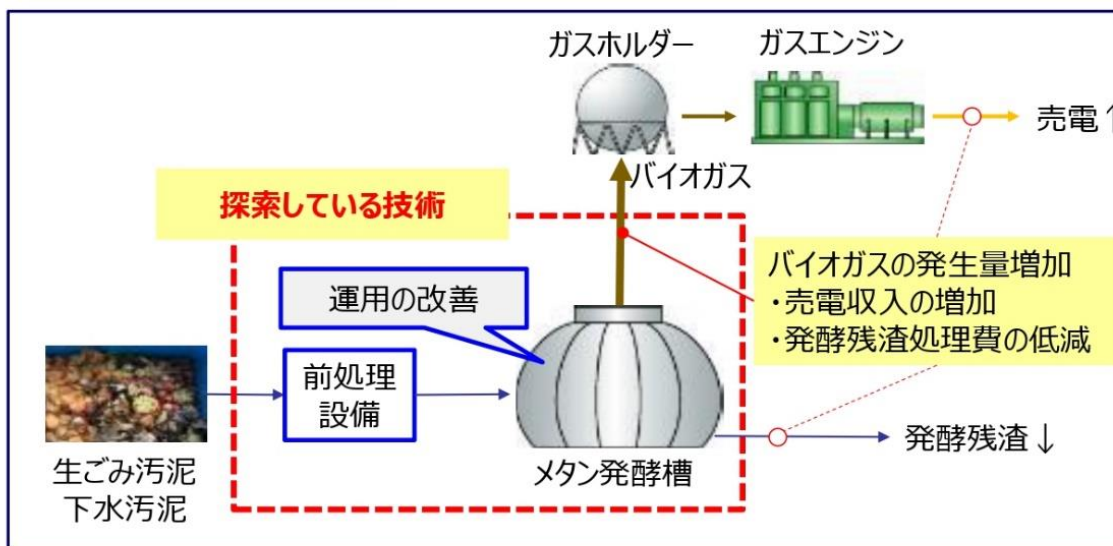 ガスホルダー
ガスエンジン
売電↑
バイオガス
探索している技術
バイオガスの発生量増加
・売電収入の増加
・発酵残渣処理費の低減
運用の改善
前処理
設備
生ごみ汚泥
下水汚泥
メタン発酵槽
発酵残渣↓